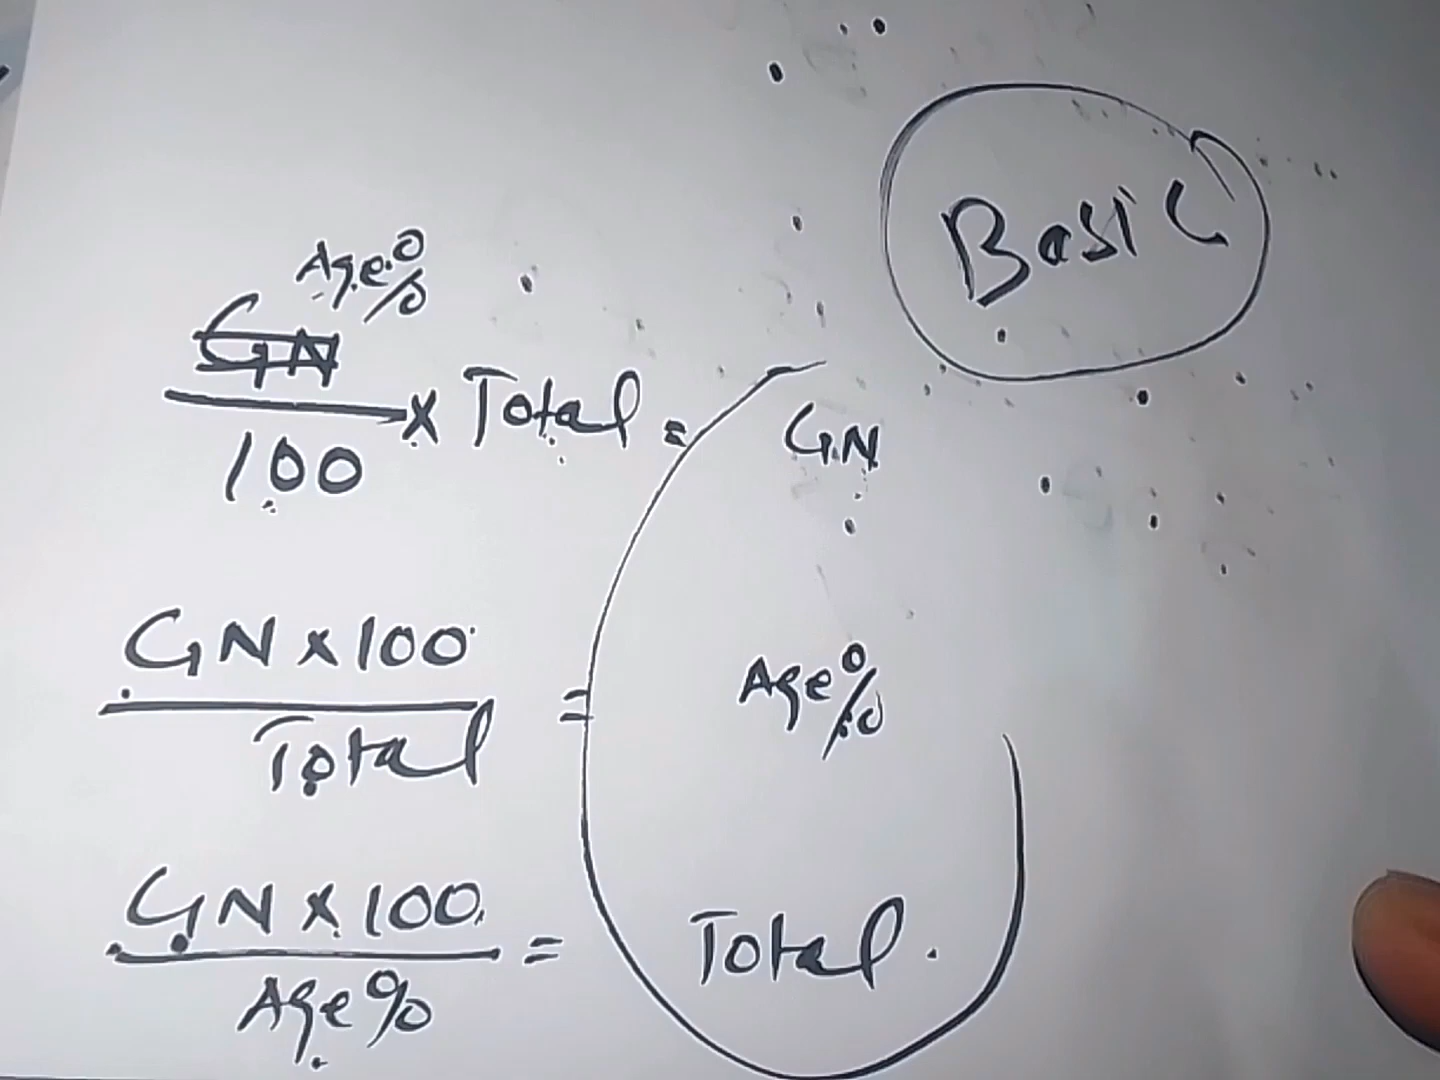 Basic
Age%
GN
100 × Total = GN
GN × 100
Total = Age%
GN × 100
Age% = Total.